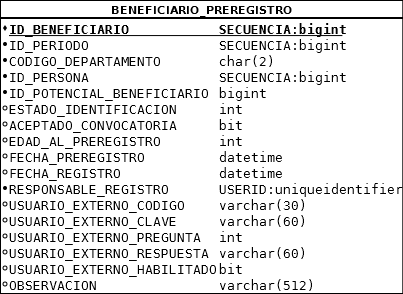 BENEFICIARIO_PREREGISTRO
ID_BENEFICIARIO SECUENCIA:bigint
ID_PERIODO SECUENCIA:bigint
CODIGO_DEPARTAMENTO char(2)
ID_PERSONA SECUENCIA:bigint
ID_POTENCIAL_BENEFICIARIO bigint
ESTADO_IDENTIFICACION int
ACEPTADO_CONVOCATORIA bit
EDAD_AL_PREREGISTRO int
FECHA_PREREGISTRO datetime
FECHA_REGISTRO datetime
RESPONSABLE_REGISTRO USERID:uniqueidentifier
USUARIO_EXTERNO_CODIGO varchar(30)
USUARIO_EXTERNO_CLAVE varchar(60)
USUARIO_EXTERNO_PREGUNTA int
USUARIO_EXTERNO_RESPUESTA varchar(60)
USUARIO_EXTERNO_HABILITADO bit
OBSERVACION varchar(512)